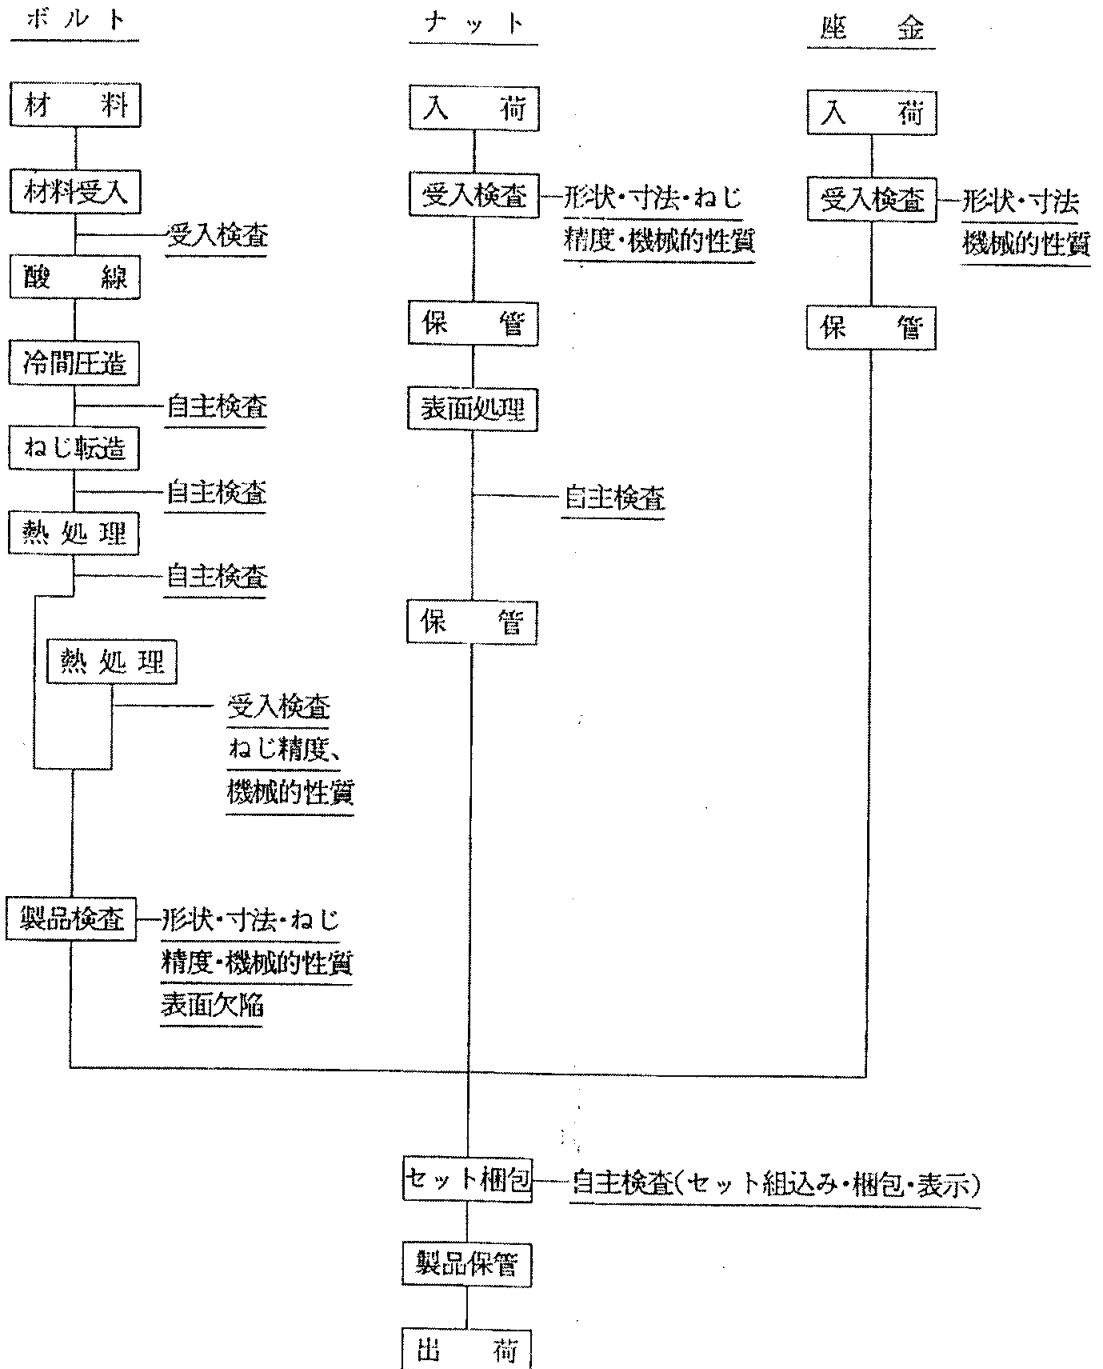 ボルト
材料
材料受入
受入検査
酸線
冷間圧造
自主検査
ねじ転造
自主検査
熱処理
自主検査
熱処理
受入検査
ねじ精度、
機械的性質
製品検査
形状・寸法・ねじ
精度・機械的性質
表面欠陥
ナット
入荷
受入検査
形状・寸法・ねじ
精度・機械的性質
保管
表面処理
自主検査
保管
座金
入荷
受入検査
形状・寸法
機械的性質
保管
セット梱包
自主検査(セット組込み・梱包・表示)
製品保管
出荷